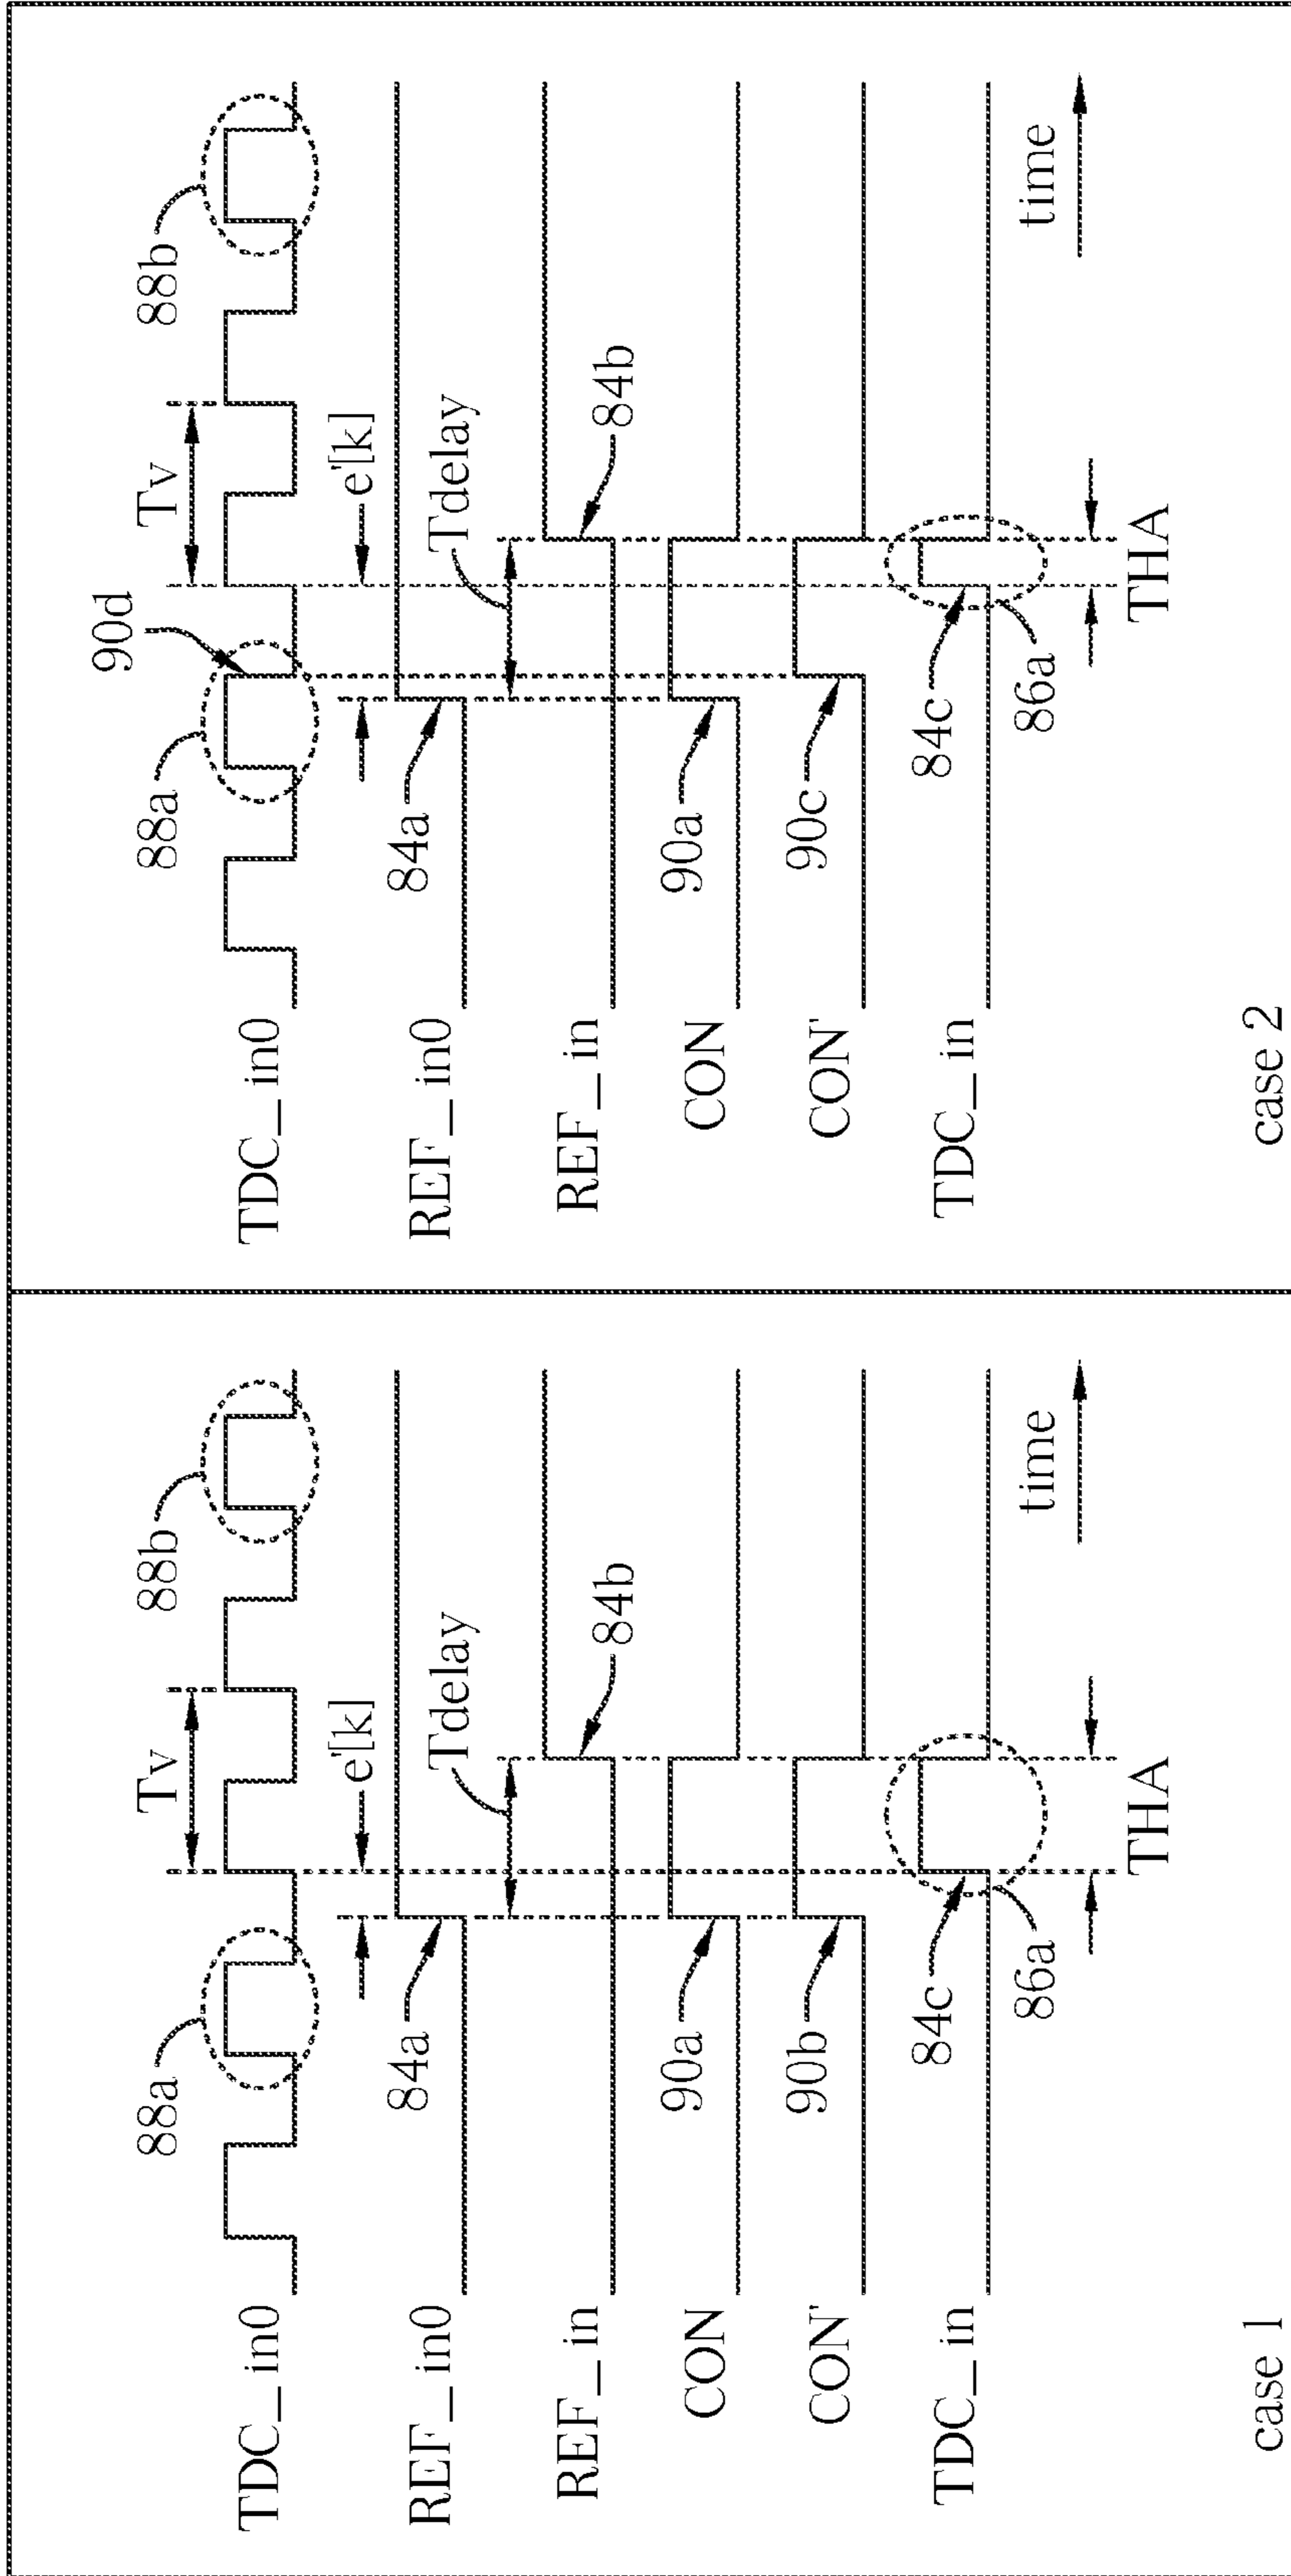 88a
Tv
88b
TDC_in0
e'[k]
84a
REF_in0
Tdelay
84b
REF_in
90a
CON
90b
CON'
84c
TDC_in
86a
THA
time
case 1
90d
88a
Tv
88b
TDC_in0
e'[k]
84a
REF_in0
Tdelay
84b
REF_in
90a
CON
90c
CON'
84c
TDC_in
86a
THA
time
case 2